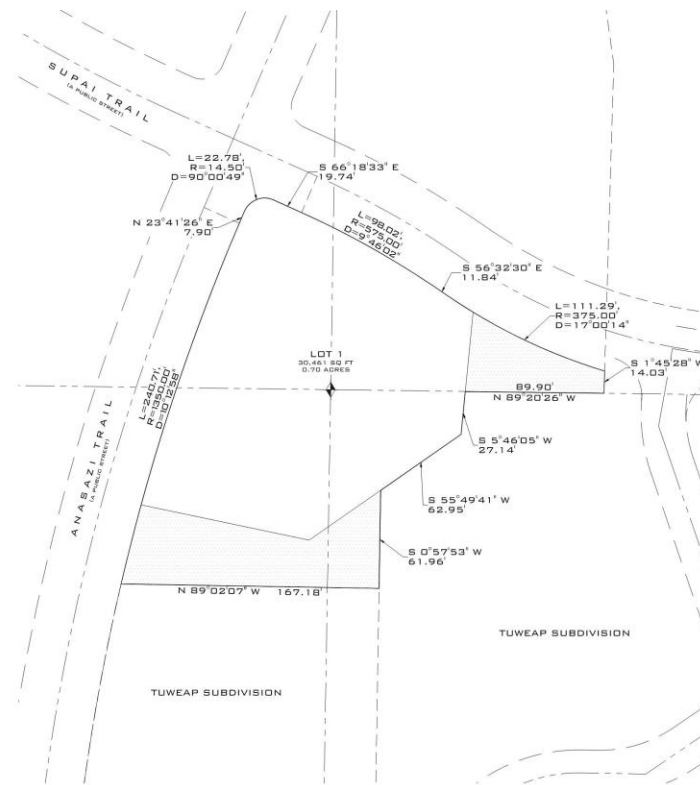 SUPAI TRAIL
(A PUBLIC STREET)
L=22.78',
R=14.50'
D=90°00'49"
S 66°18'33" E
19.74'
N 23°41'26" E
7.90'
L=98.02',
R=575.00'
D=9°46'02"
S 56°32'30" E
11.84'
L=111.29',
R=375.00'
D=17°00'14"
S 1°45'28" W
14.03'
LOT 1
30,461 SQ FT
0.70 ACRES
89.90'
N 89°20'26" W
L=240.71',
R=1350.00'
D=10°12'58"
ANASAZI TRAIL
(A PUBLIC STREET)
S 5°46'05" W
27.14'
S 55°49'41" W
62.95'
S 0°57'53" W
61.96'
N 89°02'07" W 167.18'
TUWEAP SUBDIVISION
TUWEAP SUBDIVISION